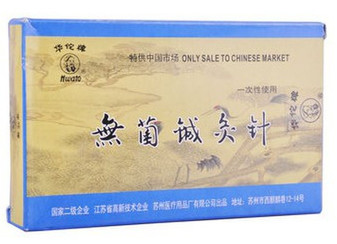 华佗牌
Hwato
特供中国市场 ONLY SALE TO CHINESE MARKET
一次性使用
無菌鍼灸针
国家二级企业 江苏省高新技术企业 苏州医疗用品厂有限公司出品 地址：苏州市西麒麟巷12-14号